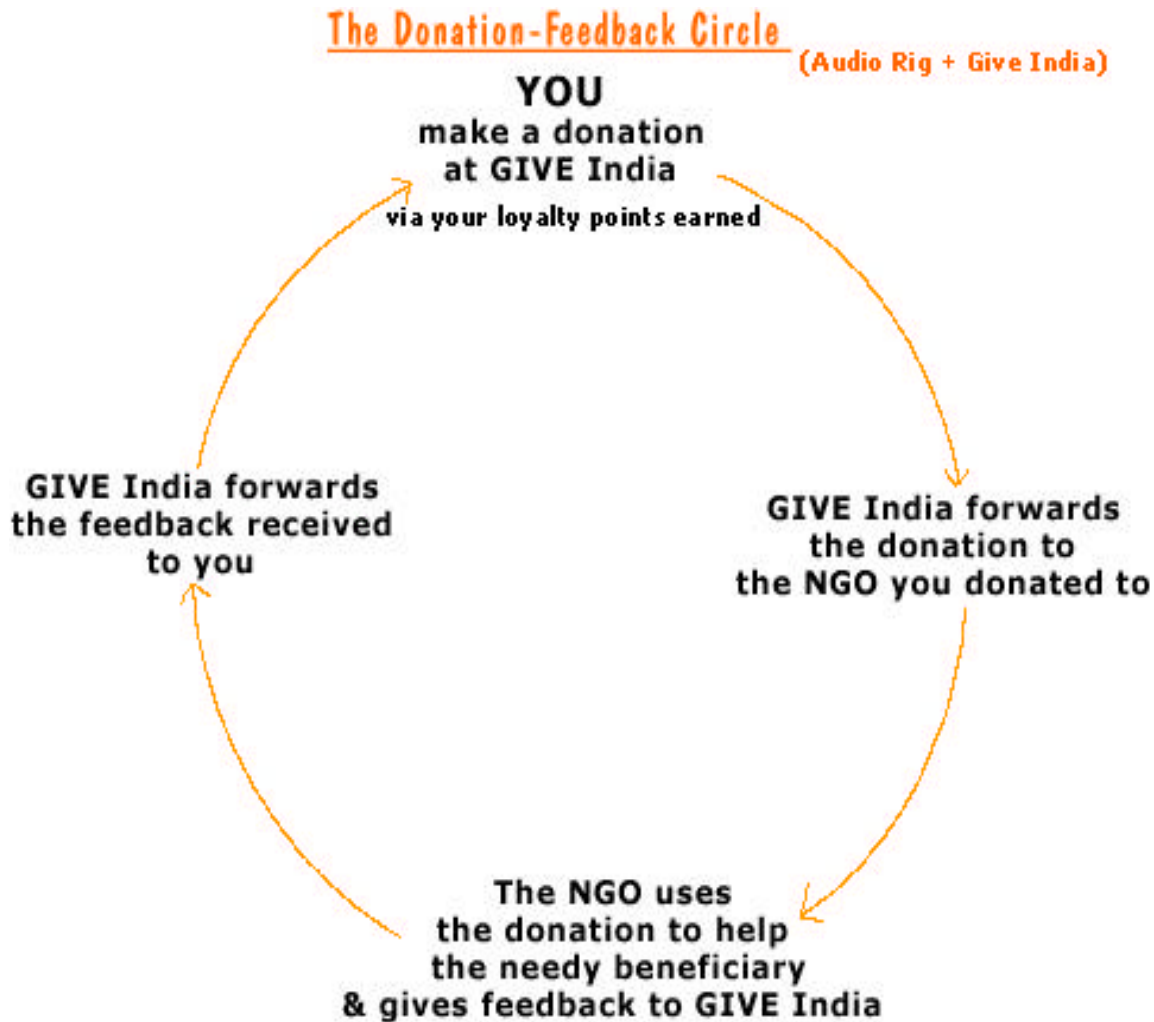 The Donation-Feedback Circle
(Audio Rig + Give India)
YOU
make a donation
at GIVE India
via your loyalty points earned
GIVE India forwards
the donation to
the NGO you donated to
The NGO uses
the donation to help
the needy beneficiary
& gives feedback to GIVE India
GIVE India forwards
the feedback received
to you